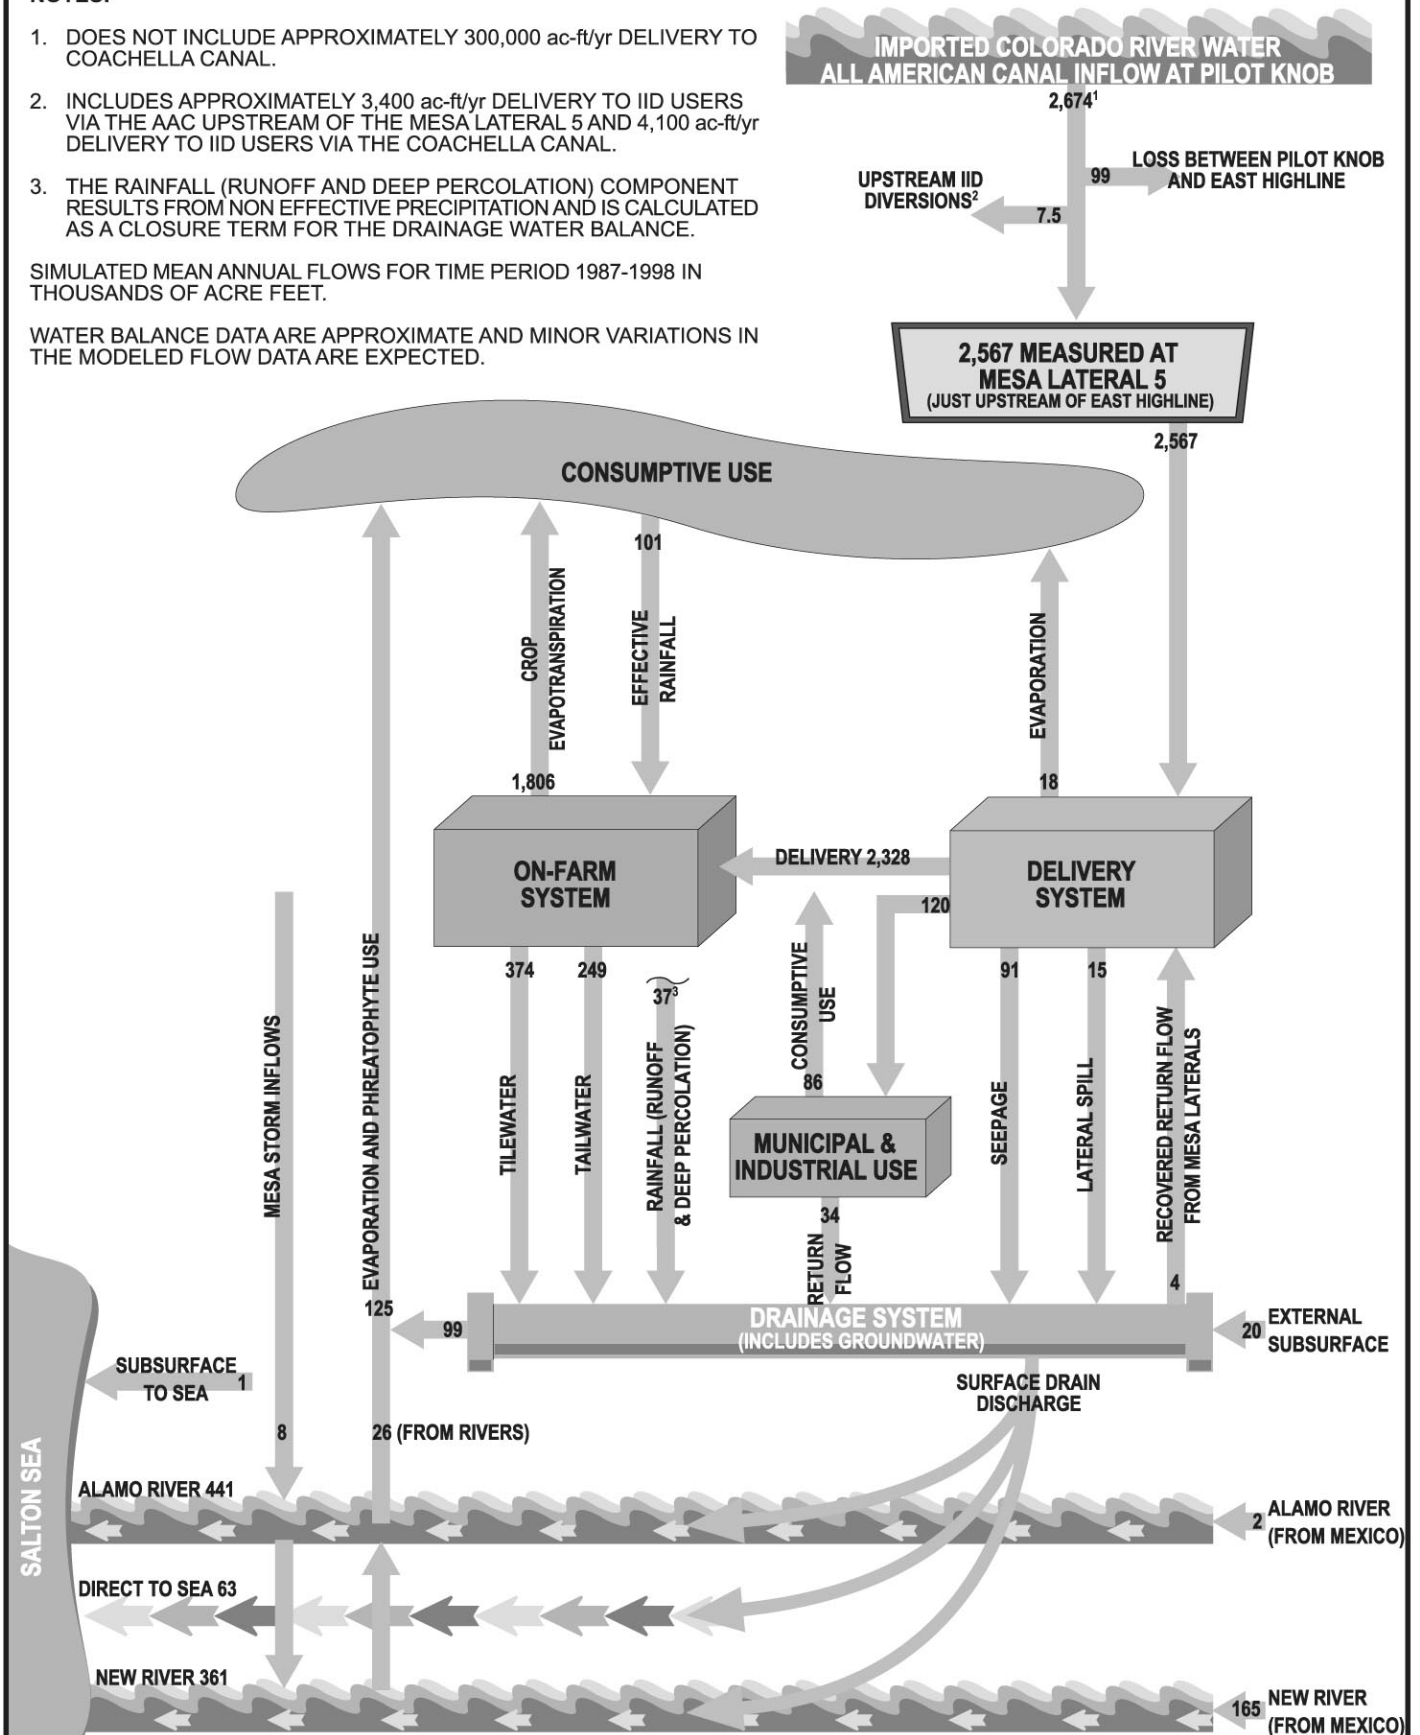 NOTES:
1. DOES NOT INCLUDE APPROXIMATELY 300,000 ac-ft/yr DELIVERY TO
COACHELLA CANAL.
2. INCLUDES APPROXIMATELY 3,400 ac-ft/yr DELIVERY TO IID USERS
VIA THE AAC UPSTREAM OF THE MESA LATERAL 5 AND 4,100 ac-ft/yr
DELIVERY TO IID USERS VIA THE COACHELLA CANAL.
3. THE RAINFALL (RUNOFF AND DEEP PERCOLATION) COMPONENT
RESULTS FROM NON EFFECTIVE PRECIPITATION AND IS CALCULATED
AS A CLOSURE TERM FOR THE DRAINAGE WATER BALANCE.
SIMULATED MEAN ANNUAL FLOWS FOR TIME PERIOD 1987-1998 IN
THOUSANDS OF ACRE FEET.
WATER BALANCE DATA ARE APPROXIMATE AND MINOR VARIATIONS IN
THE MODELED FLOW DATA ARE EXPECTED.
IMPORTED COLORADO RIVER WATER
ALL AMERICAN CANAL INFLOW AT PILOT KNOB
2,674¹
LOSS BETWEEN PILOT KNOB
AND EAST HIGHLINE
99
UPSTREAM IID
DIVERSIONS²
7.5
2,567 MEASURED AT
MESA LATERAL 5
(JUST UPSTREAM OF EAST HIGHLINE)
2,567
CONSUMPTIVE USE
101
CROP
EVAPOTRANSPIRATION
EFFECTIVE
RAINFALL
EVAPORATION
1,806
18
ON-FARM
SYSTEM
DELIVERY 2,328
DELIVERY
SYSTEM
120
374
249
37³
91
15
MESA STORM INFLOWS
EVAPORATION AND PHREATOPHYTE USE
TILEWATER
TAILWATER
RAINFALL (RUNOFF
& DEEP PERCOLATION)
CONSUMPTIVE
USE
86
MUNICIPAL &
INDUSTRIAL USE
34
RETURN
FLOW
SEEPAGE
LATERAL SPILL
RECOVERED RETURN FLOW
FROM MESA LATERALS
4
125
99
DRAINAGE SYSTEM
(INCLUDES GROUNDWATER)
20
EXTERNAL
SUBSURFACE
SUBSURFACE
TO SEA
1
SURFACE DRAIN
DISCHARGE
8
26 (FROM RIVERS)
SALTON SEA
ALAMO RIVER 441
2
ALAMO RIVER
(FROM MEXICO)
DIRECT TO SEA 63
NEW RIVER 361
165
NEW RIVER
(FROM MEXICO)